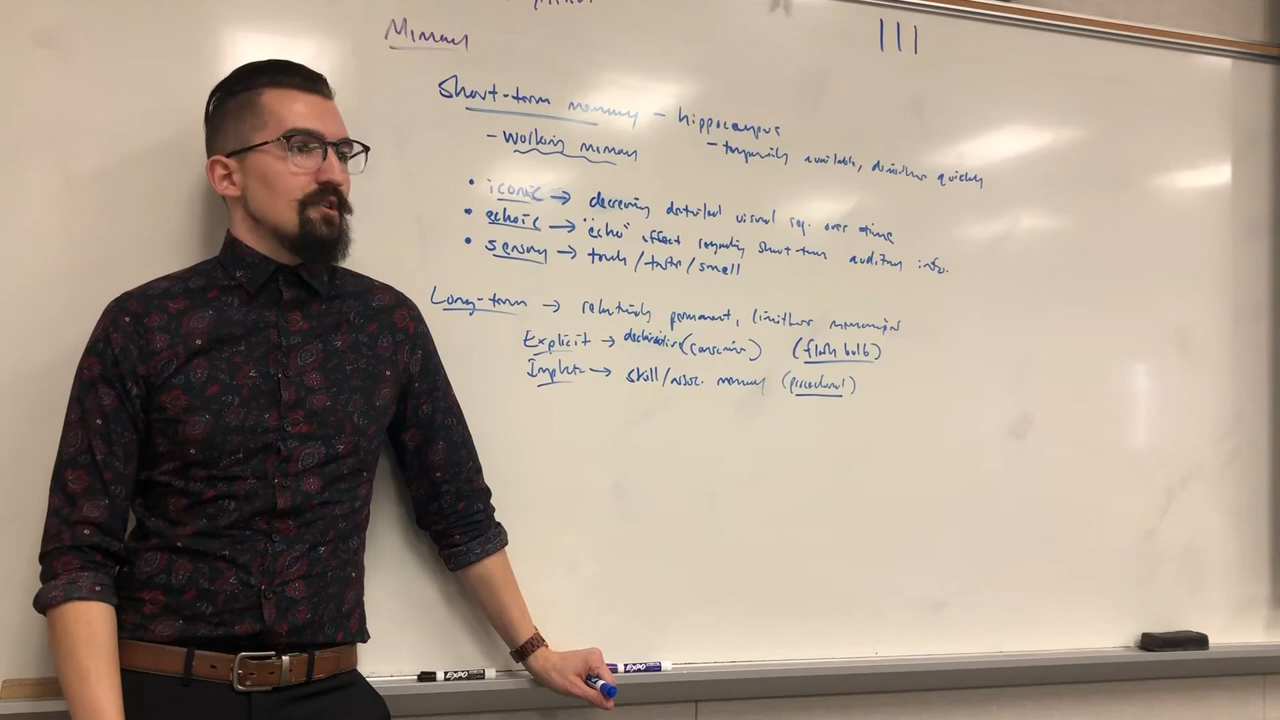 Memory
III
Short-term memory - hippocampus
- working memory
- temporarily available, diminishes quickly
• iconic → decreasing detailed visual rep. over time
• echoic → "echo" effect regarding short-term auditory info.
• sensory → touch/taste/smell
Long-term → relatively permanent, limitless
Explicit → declarative (conscious) (flash bulb)
Implicit → skill/assoc. memory (procedural)
EXPO
EXPO